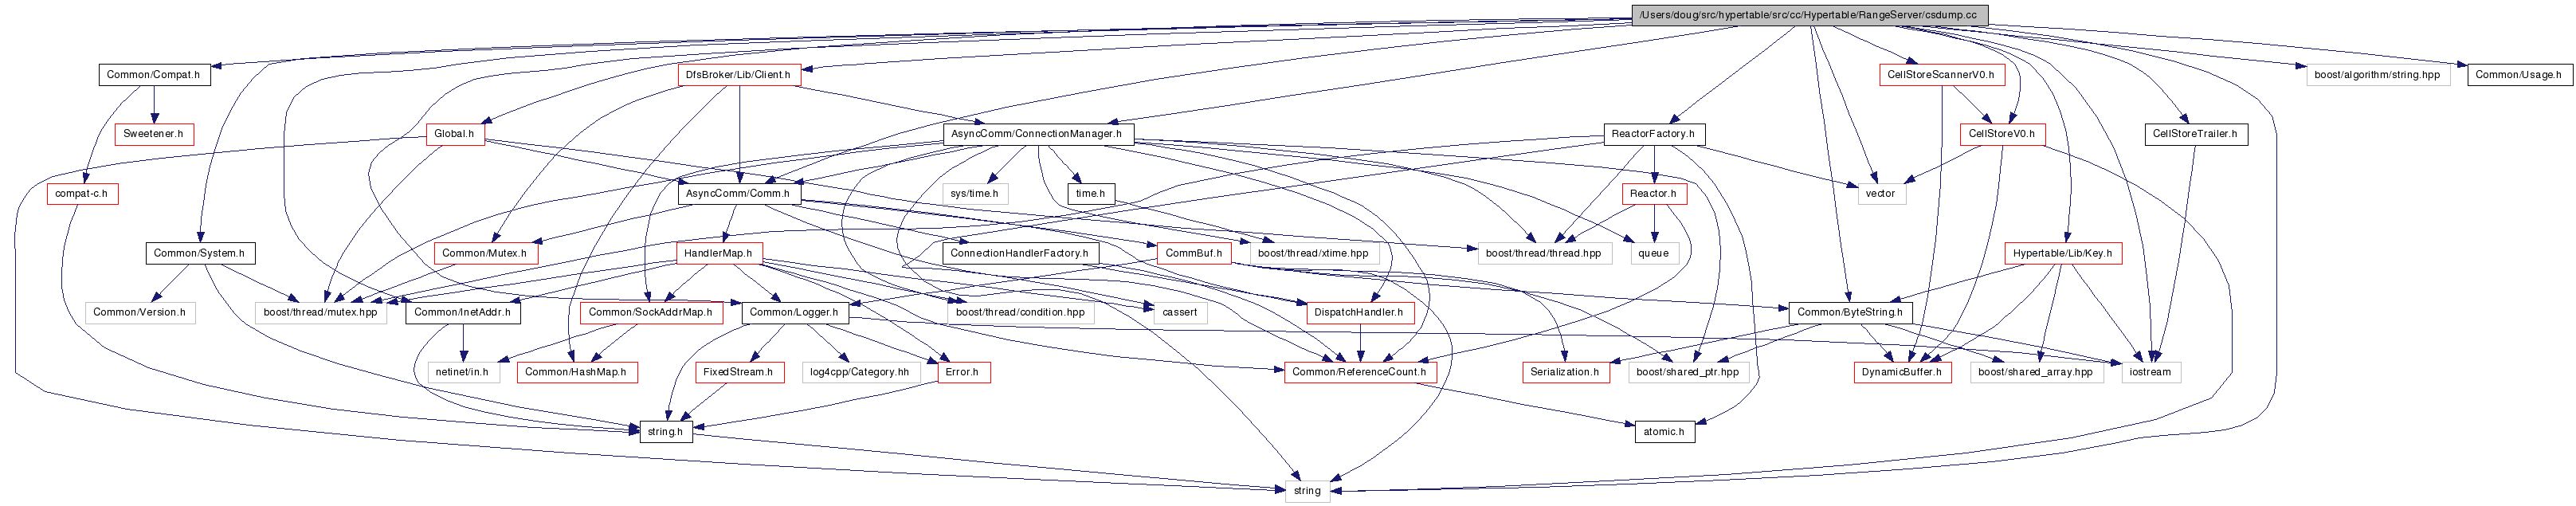 /Users/doug/src/hypertable/src/cc/Hypertable/RangeServer/csdump.cc
Common/Compat.h
DfsBroker/Lib/Client.h
CellStoreScannerV0.h
boost/algorithm/string.hpp
Common/Usage.h
Sweetener.h
Global.h
AsyncComm/ConnectionManager.h
ReactorFactory.h
CellStoreV0.h
CellStoreTrailer.h
compat-c.h
AsyncComm/Comm.h
sys/time.h
time.h
Reactor.h
vector
Common/System.h
Common/Mutex.h
HandlerMap.h
ConnectionHandlerFactory.h
CommBuf.h
boost/thread/xtime.hpp
boost/thread/thread.hpp
queue
Hypertable/Lib/Key.h
Common/Version.h
boost/thread/mutex.hpp
Common/InetAddr.h
Common/SockAddrMap.h
Common/Logger.h
boost/thread/condition.hpp
cassert
DispatchHandler.h
Common/ByteString.h
netinet/in.h
Common/HashMap.h
FixedStream.h
log4cpp/Category.hh
Error.h
Common/ReferenceCount.h
Serialization.h
boost/shared_ptr.hpp
DynamicBuffer.h
boost/shared_array.hpp
iostream
string.h
atomic.h
string